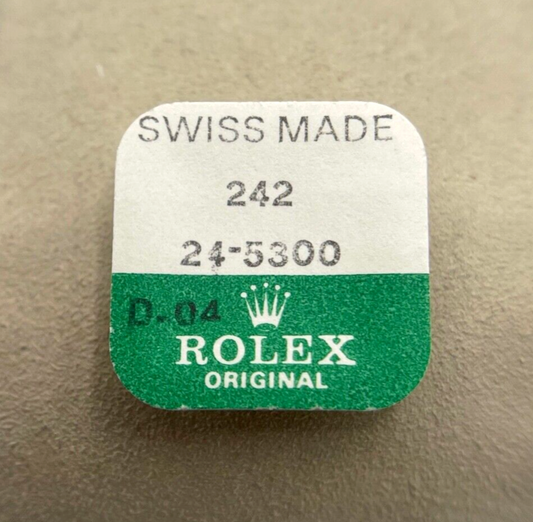 SWISS MADE
242
24-5300
D.04
ROLEX
ORIGINAL